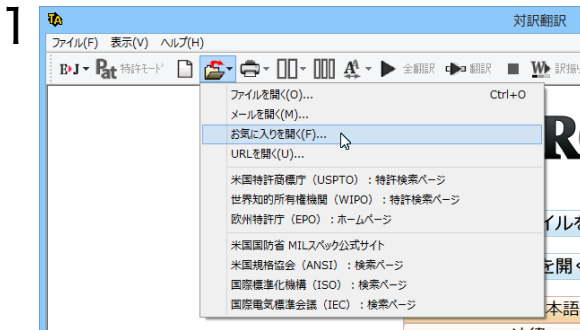 1
対訳翻訳
ファイル(F) 表示(V) ヘルプ(H)
E▸J Pat 特許モード A 全翻訳 翻訳 W 訳振
ファイルを開く(O)... Ctrl+O
メールを開く(M)...
お気に入りを開く(F)...
URLを開く(U)...
米国特許商標庁（USPTO）：特許検索ページ
世界知的所有権機関（WIPO）：特許検索ページ
欧州特許庁（EPO）：ホームページ
米国国防省 MILスペック公式サイト
米国規格協会（ANSI）：検索ページ
国際標準化機構（ISO）：検索ページ
国際電気標準会議（IEC）：検索ページ
R
イルを
を開く
本語